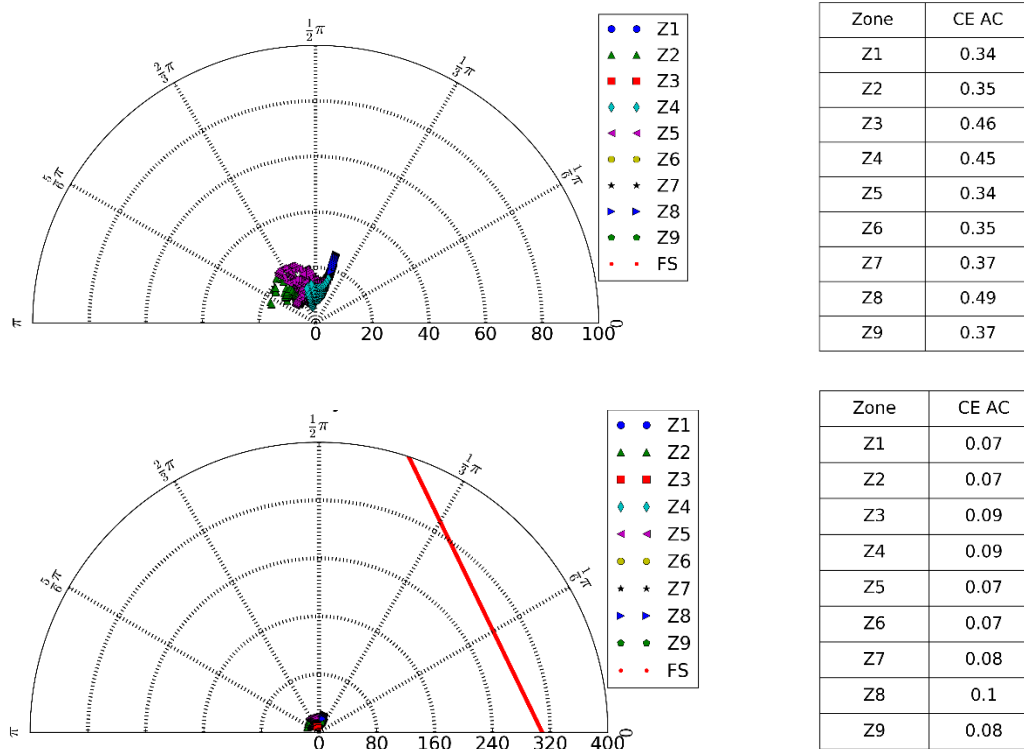 ½π
⅔π
⅓π
⅚π
⅙π
π
0
0 20 40 60 80 100
Z1
Z2
Z3
Z4
Z5
Z6
Z7
Z8
Z9
FS
Zone CE AC
Z1 0.34
Z2 0.35
Z3 0.46
Z4 0.45
Z5 0.34
Z6 0.35
Z7 0.37
Z8 0.49
Z9 0.37
½π
⅔π
⅓π
⅚π
⅙π
π
0
0 80 160 240 320 400
Z1
Z2
Z3
Z4
Z5
Z6
Z7
Z8
Z9
FS
Zone CE AC
Z1 0.07
Z2 0.07
Z3 0.09
Z4 0.09
Z5 0.07
Z6 0.07
Z7 0.08
Z8 0.1
Z9 0.08